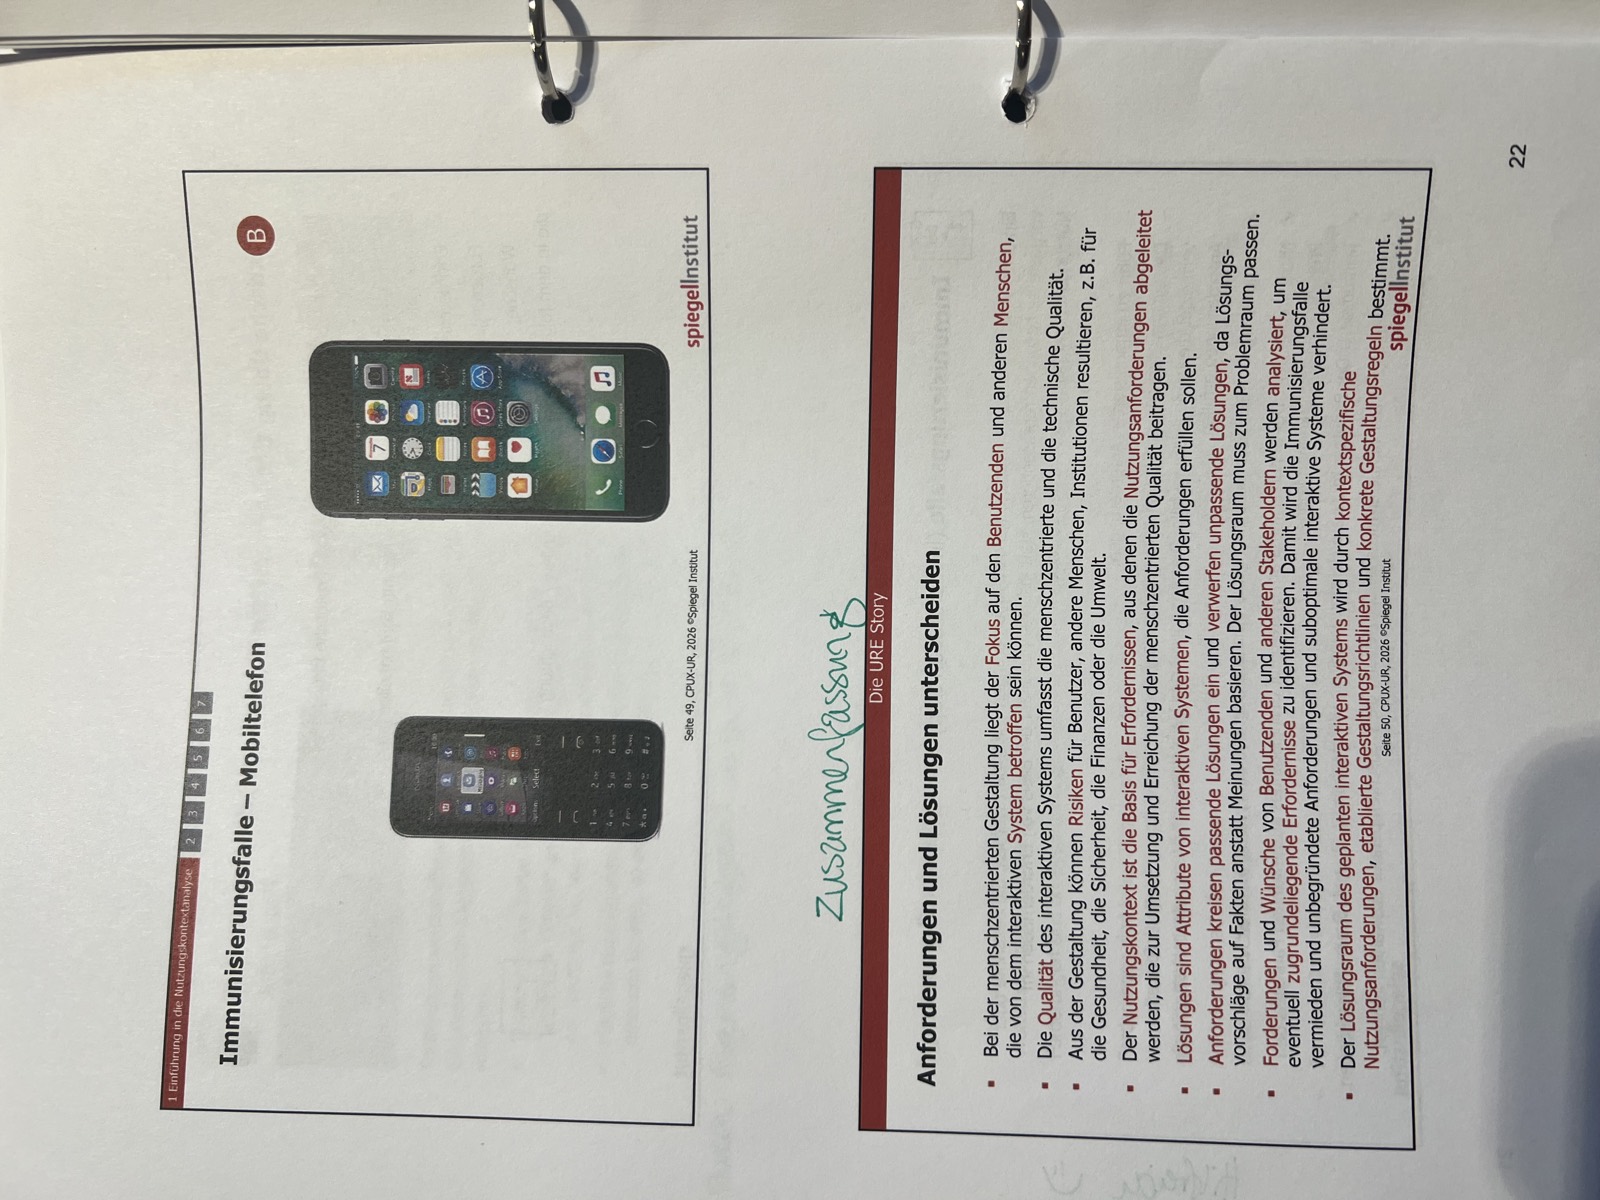 1 Einführung in die Nutzungskontextanalyse 2 3 4 5 6 7
Immunisierungsfalle – Mobiltelefon
B
Select
7
Seite 49, CPUX-UR, 2026 ©Spiegel Institut
spiegelInstitut
Zusammenfassung
Die URE Story
Anforderungen und Lösungen unterscheiden
▪ Bei der menschzentrierten Gestaltung liegt der Fokus auf den Benutzenden und anderen Menschen,
die von dem interaktiven System betroffen sein können.
▪ Die Qualität des interaktiven Systems umfasst die menschzentrierte und die technische Qualität.
▪ Aus der Gestaltung können Risiken für Benutzer, andere Menschen, Institutionen resultieren, z.B. für
die Gesundheit, die Sicherheit, die Finanzen oder die Umwelt.
▪ Der Nutzungskontext ist die Basis für Erfordernissen, aus denen die Nutzungsanforderungen abgeleitet
werden, die zur Umsetzung und Erreichung der menschzentrierten Qualität beitragen.
▪ Lösungen sind Attribute von interaktiven Systemen, die Anforderungen erfüllen sollen.
▪ Anforderungen kreisen passende Lösungen ein und verwerfen unpassende Lösungen, da Lösungs-
vorschläge auf Fakten anstatt Meinungen basieren. Der Lösungsraum muss zum Problemraum passen.
▪ Forderungen und Wünsche von Benutzenden und anderen Stakeholdern werden analysiert, um
eventuell zugrundeliegende Erfordernisse zu identifizieren. Damit wird die Immunisierungsfalle
vermieden und unbegründete Anforderungen und suboptimale interaktive Systeme verhindert.
▪ Der Lösungsraum des geplanten interaktiven Systems wird durch kontextspezifische
Nutzungsanforderungen, etablierte Gestaltungsrichtlinien und konkrete Gestaltungsregeln bestimmt.
Seite 50, CPUX-UR, 2026 ©Spiegel Institut
spiegelInstitut
22